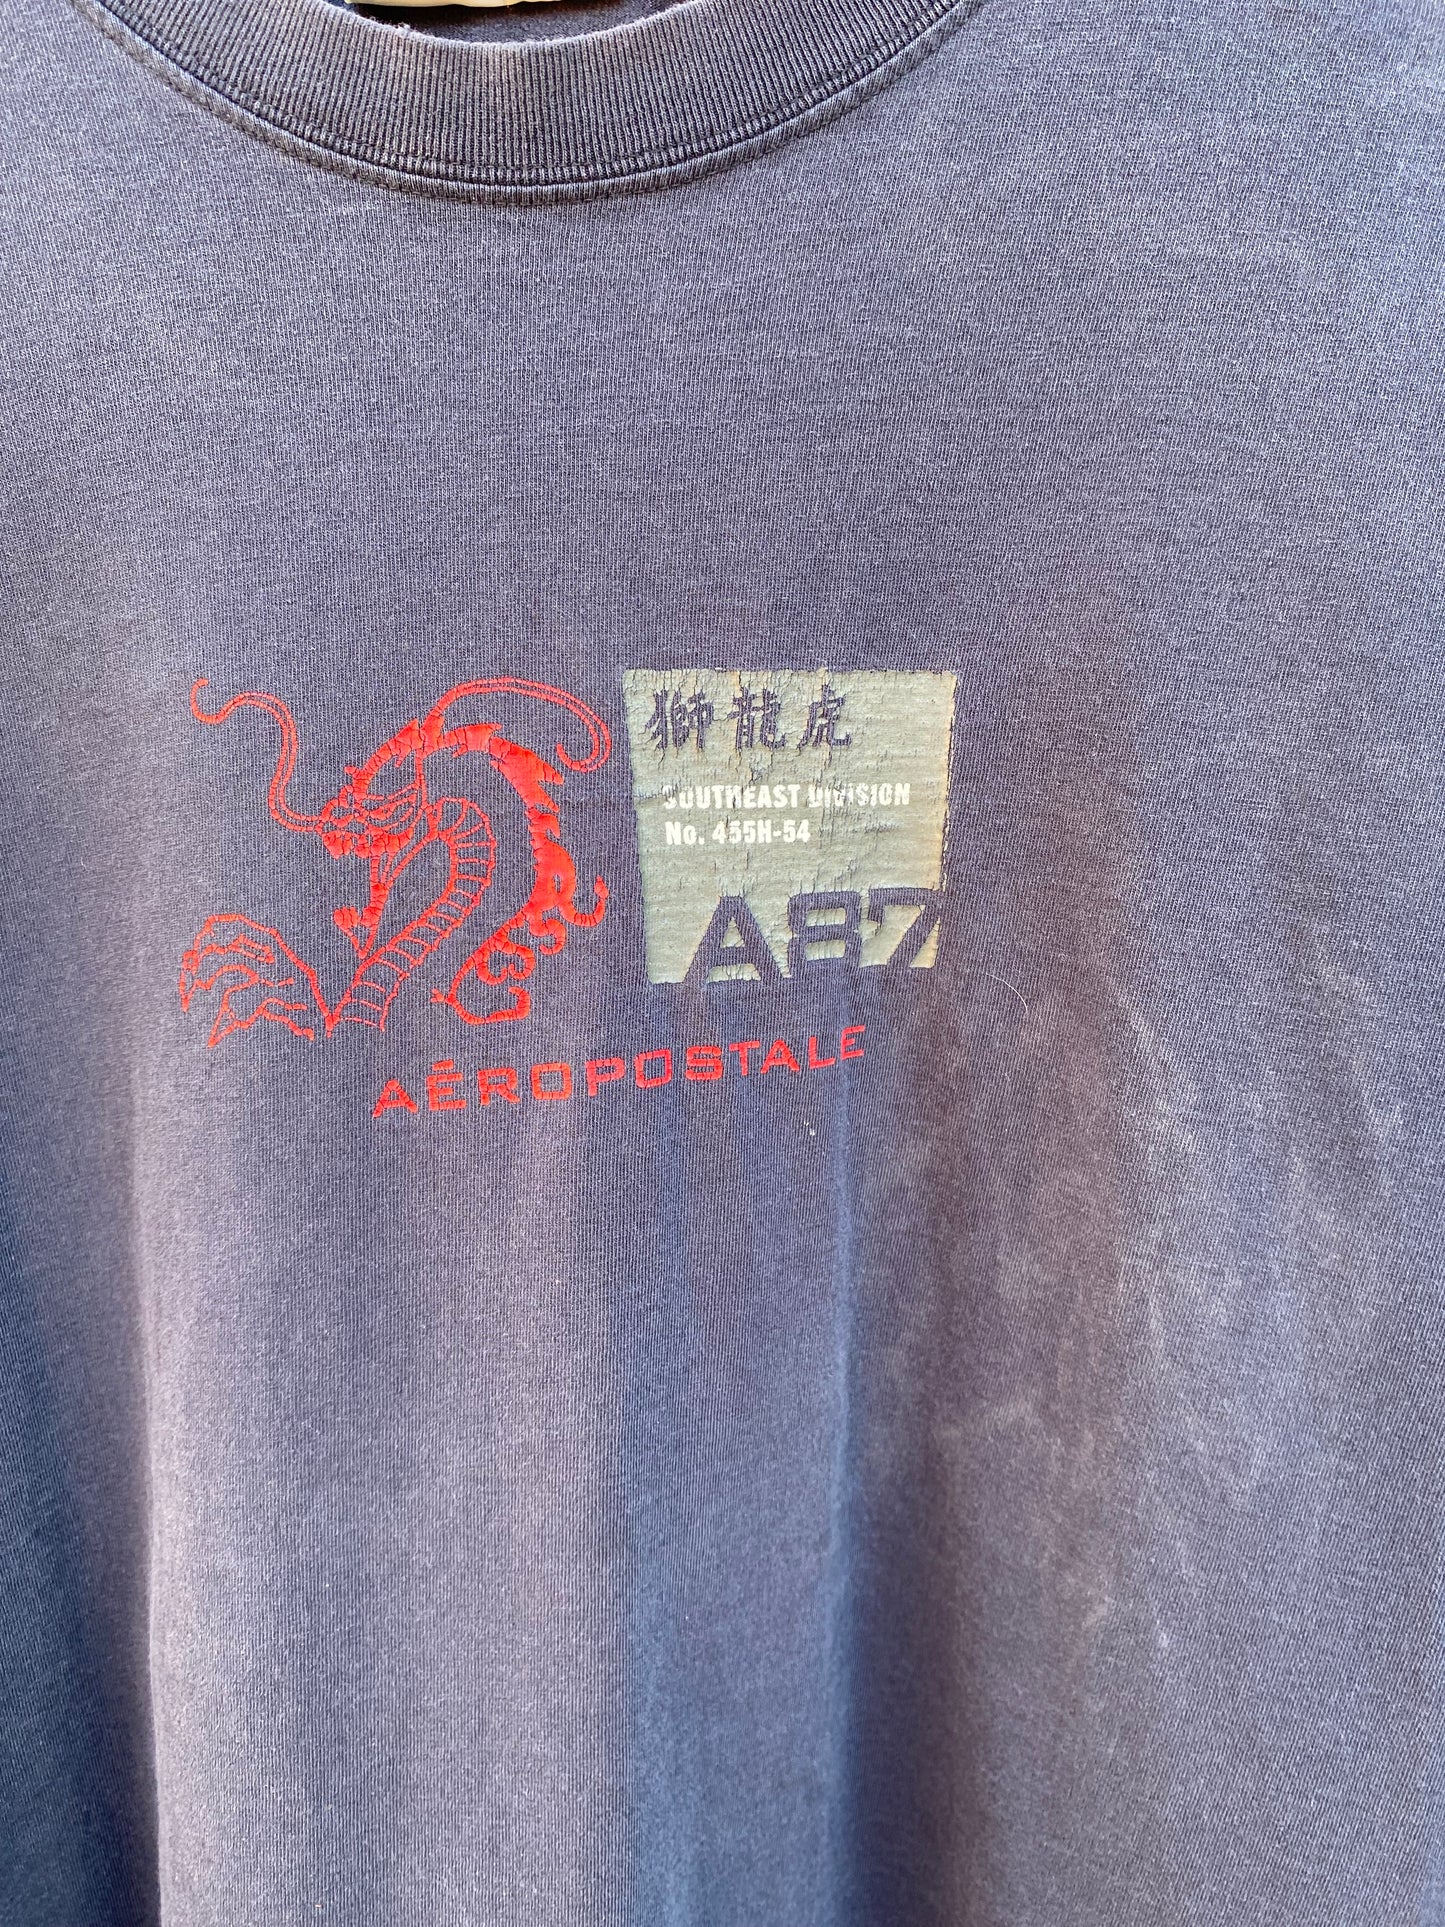 獅龍虎
SOUTHEAST DIVISION
No. 455H-54
A87
AÉROPOSTALE